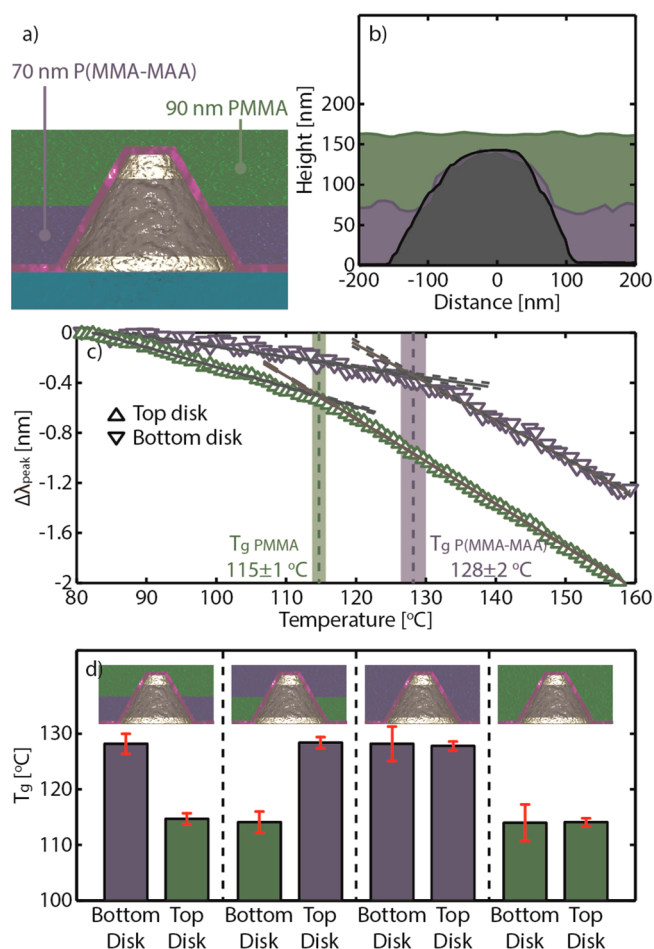 a)
70 nm P(MMA-MAA)
90 nm PMMA
b)
Height [nm]
200
150
100
50
0
-200 -100 0 100 200
Distance [nm]
c)
0
-0.4
-0.8
-1.2
-1.6
-2
Δλpeak [nm]
△ Top disk
▽ Bottom disk
Tg PMMA
115±1 °C
Tg P(MMA-MAA)
128±2 °C
80 90 100 110 120 130 140 150 160
Temperature [°C]
d)
Tg [°C]
130
120
110
100
Bottom Disk
Top Disk
Bottom Disk
Top Disk
Bottom Disk
Top Disk
Bottom Disk
Top Disk